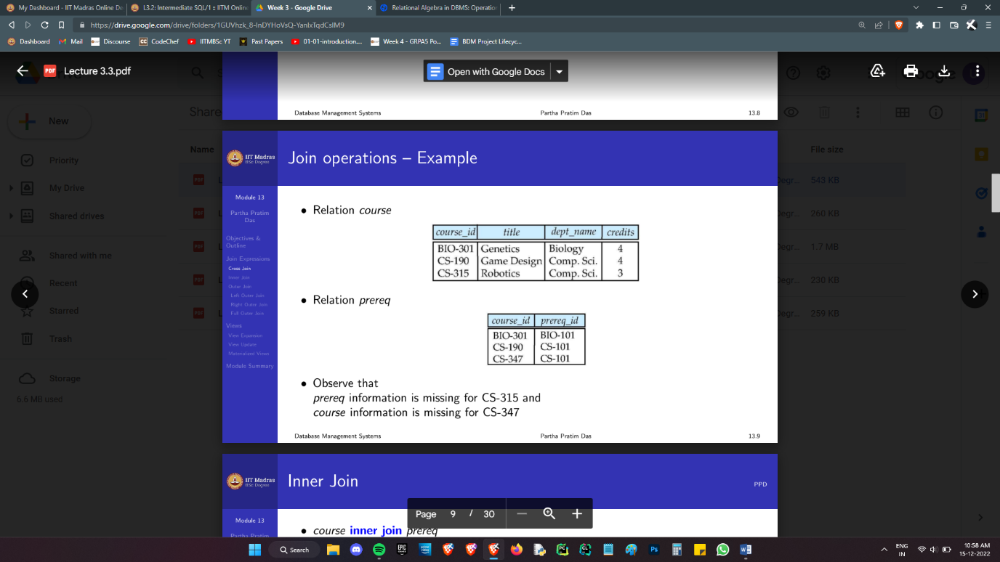 My Dashboard - IIT Madras Online De
L3.2: Intermediate SQL/1 :: IITM Onlin
Week 3 - Google Drive
Relational Algebra in DBMS: Operation
https://drive.google.com/drive/folders/1GUVhzk_8-InDYHoVsQ-YanlxTqdCsIM9
Dashboard
Mail
Discourse
CodeChef
IITMBSc YT
Past Papers
01-01-introduction....
Week 4 - GRPA5 Po...
BDM Project Lifecyc...
PDF
Lecture 3.3.pdf
Open with Google Docs
New
Share
Priority
My Drive
Shared drives
Shared with me
Recent
Starred
Trash
Storage
6.6 MB used
Name
File size
Degr... 543 KB
Degr... 260 KB
Degr... 1.7 MB
Degr... 230 KB
Degr... 259 KB
Database Management Systems Partha Pratim Das 13.8
IIT Madras
BSc Degree
Join operations – Example
Module 13
Partha Pratim
Das
Objectives &
Outline
Join Expressions
Cross Join
Inner Join
Outer Join
Left Outer Join
Right Outer Join
Full Outer Join
Views
View Expansion
View Update
Materialized Views
Module Summary
• Relation course
course_id title dept_name credits
BIO-301 Genetics Biology 4
CS-190 Game Design Comp. Sci. 4
CS-315 Robotics Comp. Sci. 3
• Relation prereq
course_id prereq_id
BIO-301 BIO-101
CS-190 CS-101
CS-347 CS-101
• Observe that
prereq information is missing for CS-315 and
course information is missing for CS-347
Database Management Systems Partha Pratim Das 13.9
IIT Madras
BSc Degree
Inner Join
PPD
Module 13
Partha Pratim
• course inner join prereq
Page 9 / 30
Search
ENG
IN
10:58 AM
15-12-2022